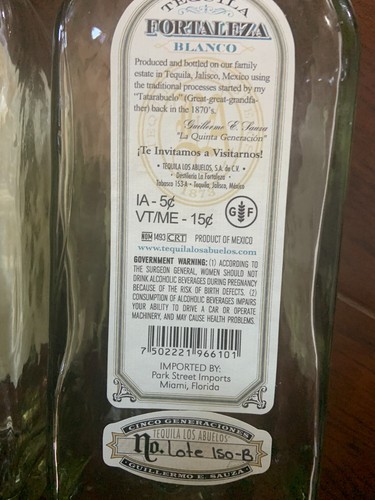 TEQUILA
FORTALEZA
BLANCO
Produced and bottled on our family
estate in Tequila, Jalisco, Mexico using
the traditional processes started by my
"Tatarabuelo" (Great-great-grandfa-
ther) back in the 1870's.
Guillermo E. Sauza
"La Quinta Generación"
¡Te Invitamos a Visitarnos!
• TEQUILA LOS ABUELOS, S.A. de C.V. •
Destilería La Fortaleza •
Tabasco 153-A – Tequila, Jalisco, México
1873
IA - 5¢
VT/ME - 15¢
GF
NOM 1493 CRT PRODUCT OF MEXICO
www.tequilalosabuelos.com
GOVERNMENT WARNING: (1) ACCORDING TO
THE SURGEON GENERAL, WOMEN SHOULD NOT
DRINK ALCOHOLIC BEVERAGES DURING PREGNANCY
BECAUSE OF THE RISK OF BIRTH DEFECTS. (2)
CONSUMPTION OF ALCOHOLIC BEVERAGES IMPAIRS
YOUR ABILITY TO DRIVE A CAR OR OPERATE
MACHINERY, AND MAY CAUSE HEALTH PROBLEMS.
7 502221 966101
IMPORTED BY:
Park Street Imports
Miami, Florida
CINCO GENERACIONES
TEQUILA LOS ABUELOS
No. Lote 150-B
GUILLERMO E. SAUZA